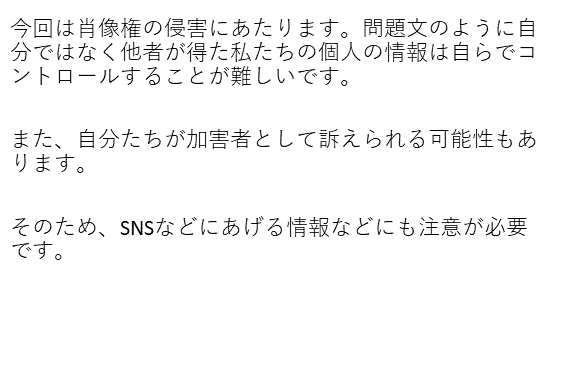 今回は肖像権の侵害にあたります。問題文のように自
分ではなく他者が得た私たちの個人の情報は自らでコ
ントロールすることが難しいです。
また、自分たちが加害者として訴えられる可能性もあ
ります。
そのため、SNSなどにあげる情報などにも注意が必要
です。